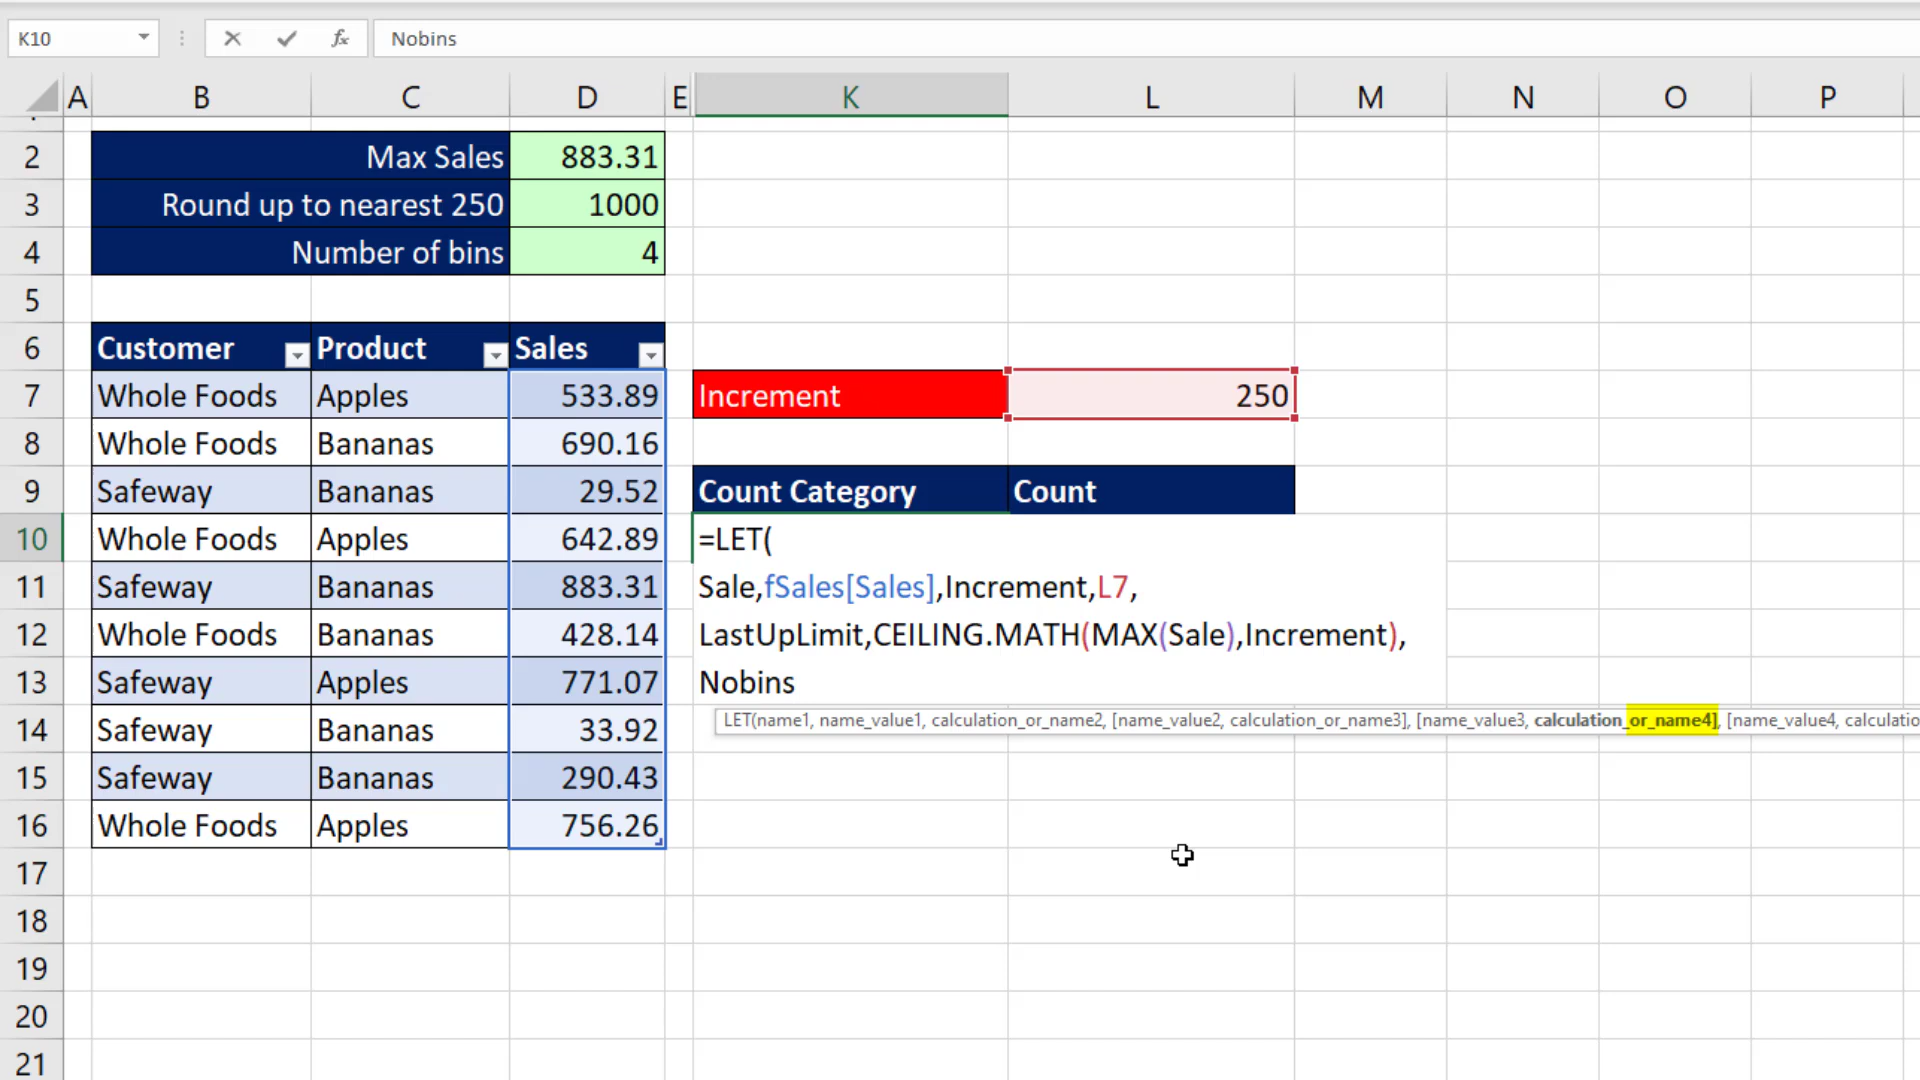 K10 fx Nobins
A B C D E K L M N O P
2 Max Sales 883.31
3 Round up to nearest 250 1000
4 Number of bins 4
5
6 Customer Product Sales
7 Whole Foods Apples 533.89 Increment 250
8 Whole Foods Bananas 690.16
9 Safeway Bananas 29.52 Count Category Count
10 Whole Foods Apples 642.89 =LET(
11 Safeway Bananas 883.31 Sale,fSales[Sales],Increment,L7,
12 Whole Foods Bananas 428.14 LastUpLimit,CEILING.MATH(MAX(Sale),Increment),
13 Safeway Apples 771.07 Nobins
LET(name1, name_value1, calculation_or_name2, [name_value2, calculation_or_name3], [name_value3, calculation_or_name4], [name_value4, calculatio
14 Safeway Bananas 33.92
15 Safeway Bananas 290.43
16 Whole Foods Apples 756.26
17
18
19
20
21